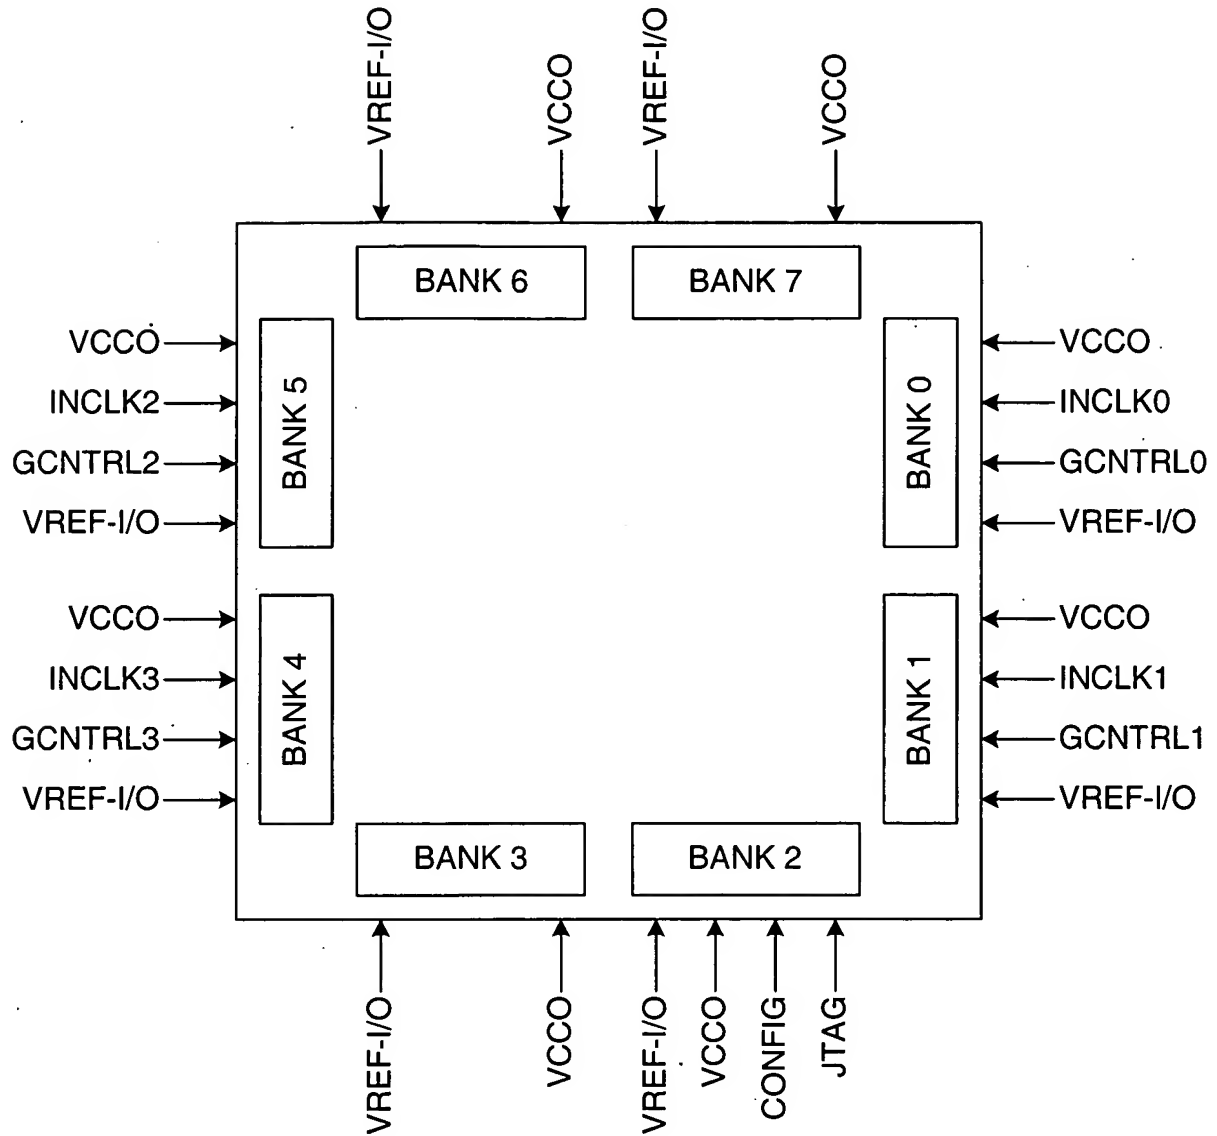 VREF-I/O
VCCO
VREF-I/O
VCCO
BANK 6
BANK 7
VCCO
INCLK2
GCNTRL2
VREF-I/O
BANK 5
BANK 0
VCCO
INCLK0
GCNTRL0
VREF-I/O
VCCO
INCLK3
GCNTRL3
VREF-I/O
BANK 4
BANK 1
VCCO
INCLK1
GCNTRL1
VREF-I/O
BANK 3
BANK 2
VREF-I/O
VCCO
VREF-I/O
VCCO
CONFIG
JTAG